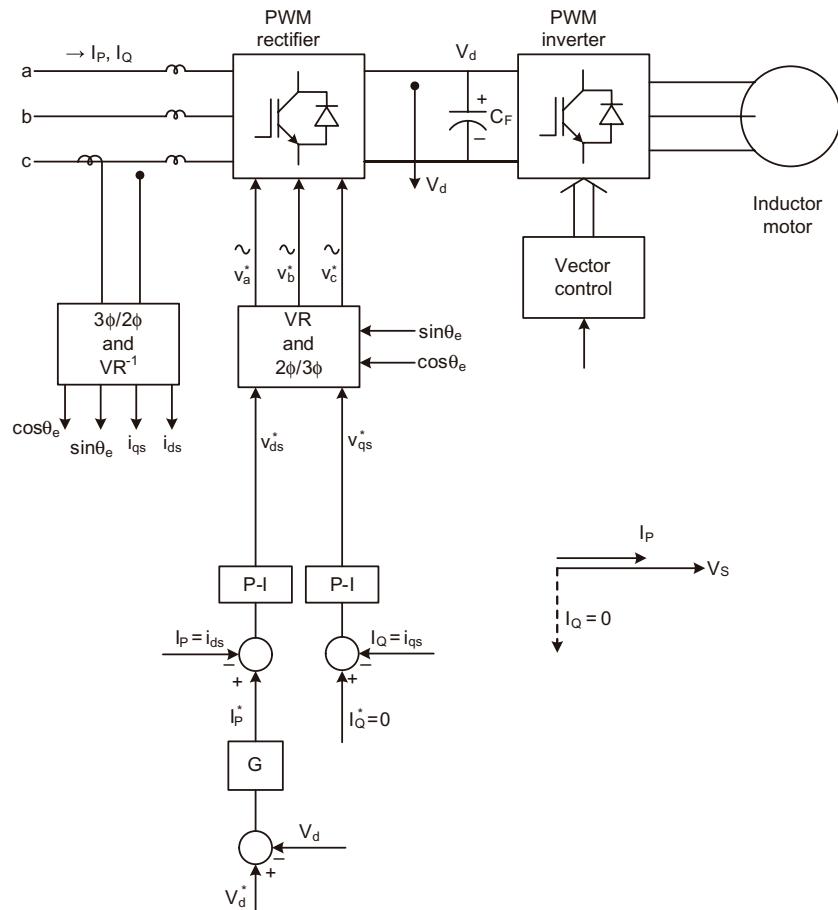 PWM
rectifier
PWM
inverter
→ I_P, I_Q
V_d
a
b
c
+
C_F
–
V_d
Inductor
motor
~ ~ ~
v_a^* v_b^* v_c^*
Vector
control
3ϕ/2ϕ
and
VR^-1
VR
and
2ϕ/3ϕ
sinθ_e
cosθ_e
cosθ_e sinθ_e i_qs i_ds
v_ds^* v_qs^*
I_P
V_S
I_Q = 0
P-I P-I
I_P = i_ds
–
+
I_Q = i_qs
–
+
I_P^*
I_Q^* = 0
G
V_d
–
+
V_d^*